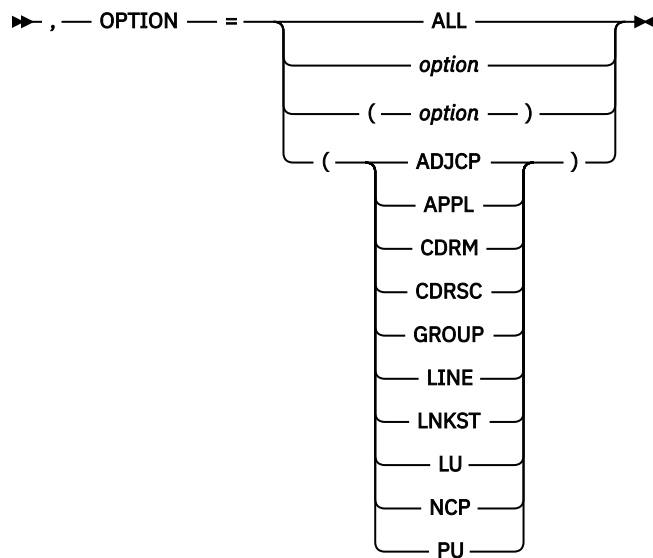 , OPTION = ALL
option
( option )
( ADJCP )
APPL
CDRM
CDRSC
GROUP
LINE
LNKST
LU
NCP
PU